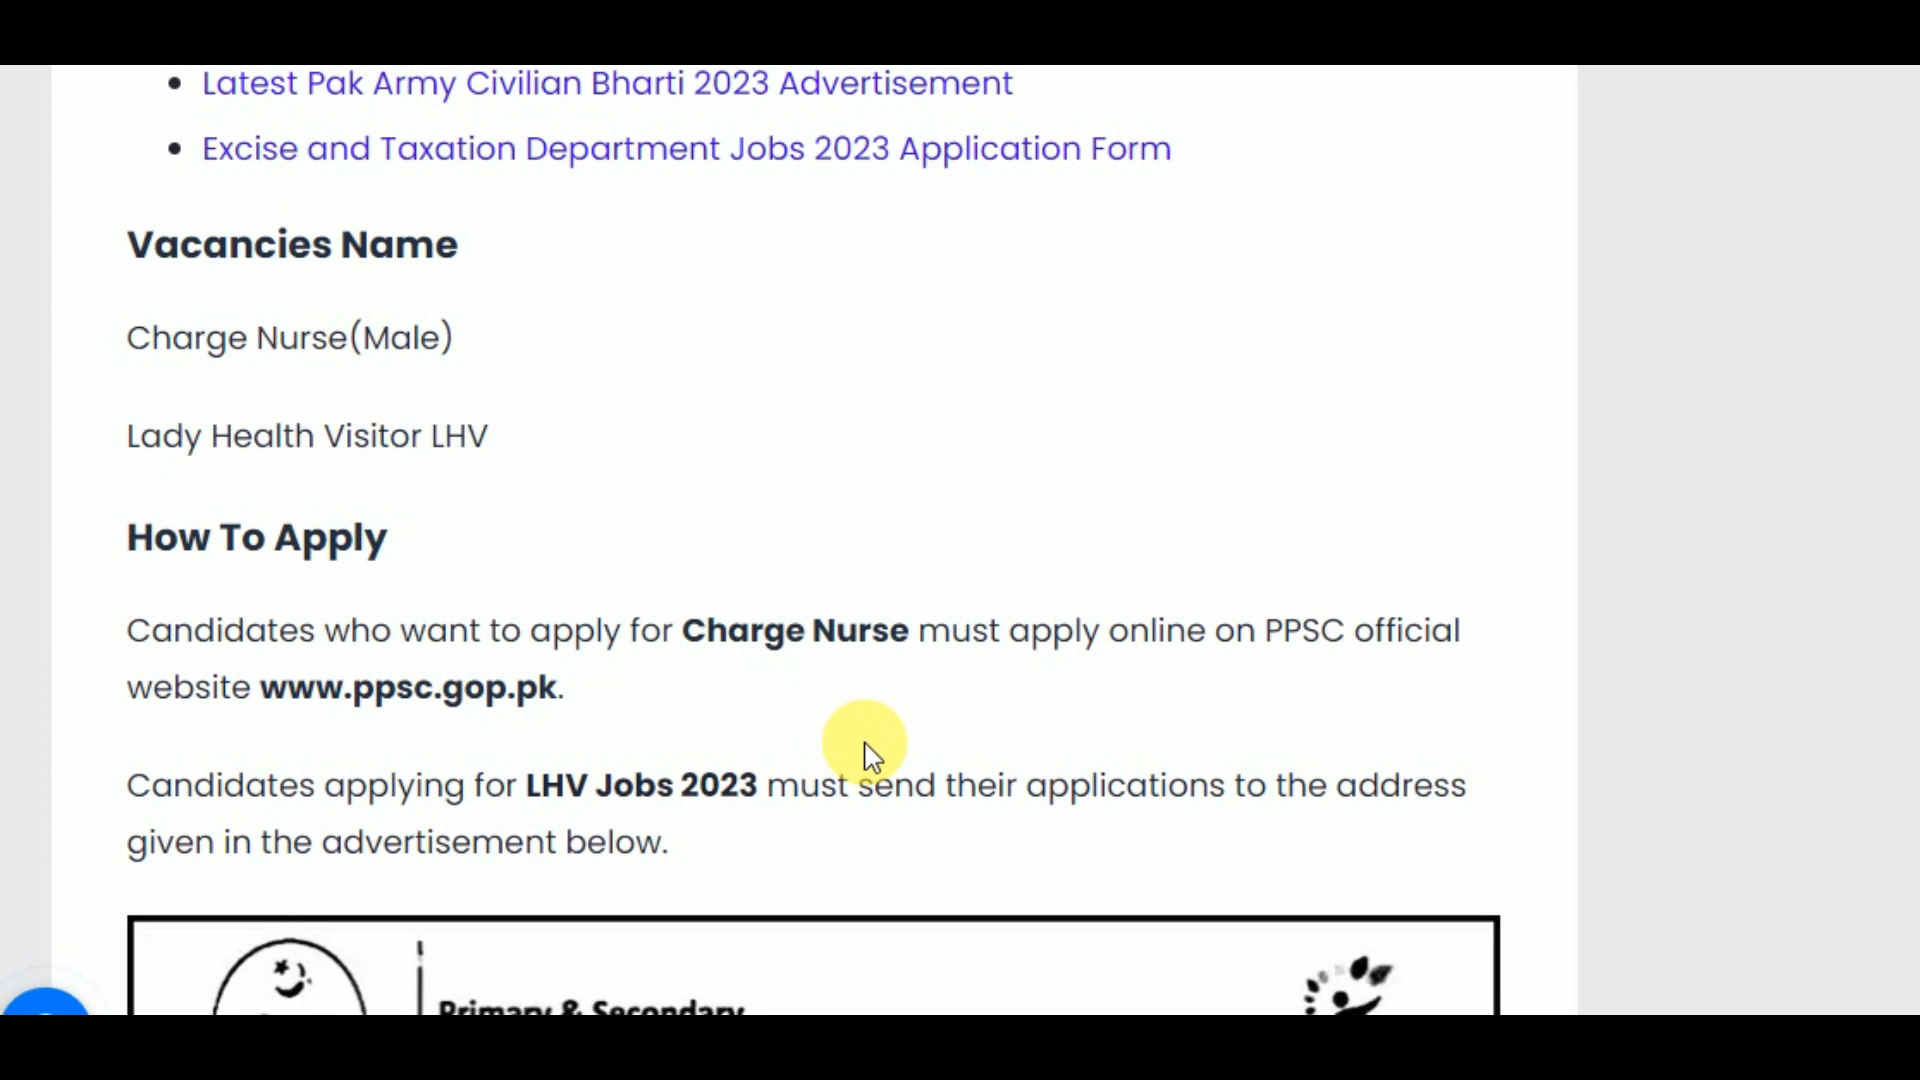 Latest Pak Army Civilian Bharti 2023 Advertisement
Excise and Taxation Department Jobs 2023 Application Form
Vacancies Name
Charge Nurse(Male)
Lady Health Visitor LHV
How To Apply
Candidates who want to apply for Charge Nurse must apply online on PPSC official
website www.ppsc.gop.pk.
Candidates applying for LHV Jobs 2023 must send their applications to the address
given in the advertisement below.
Primary & Secondary